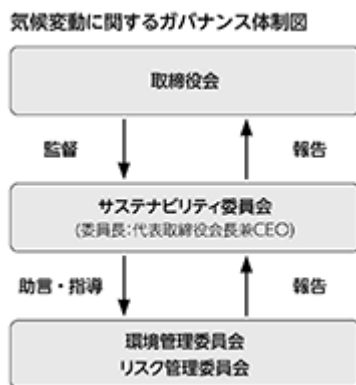 気候変動に関するガバナンス体制図
取締役会
監督
報告
サステナビリティ委員会
(委員長:代表取締役会長兼CEO)
助言・指導
報告
環境管理委員会
リスク管理委員会